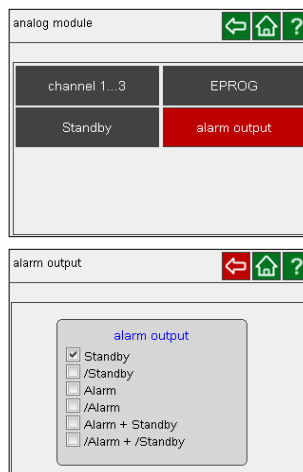 analog module
?
channel 1...3
EPROG
Standby
alarm output
alarm output
?
alarm output
Standby
/Standby
Alarm
/Alarm
Alarm + Standby
/Alarm + /Standby